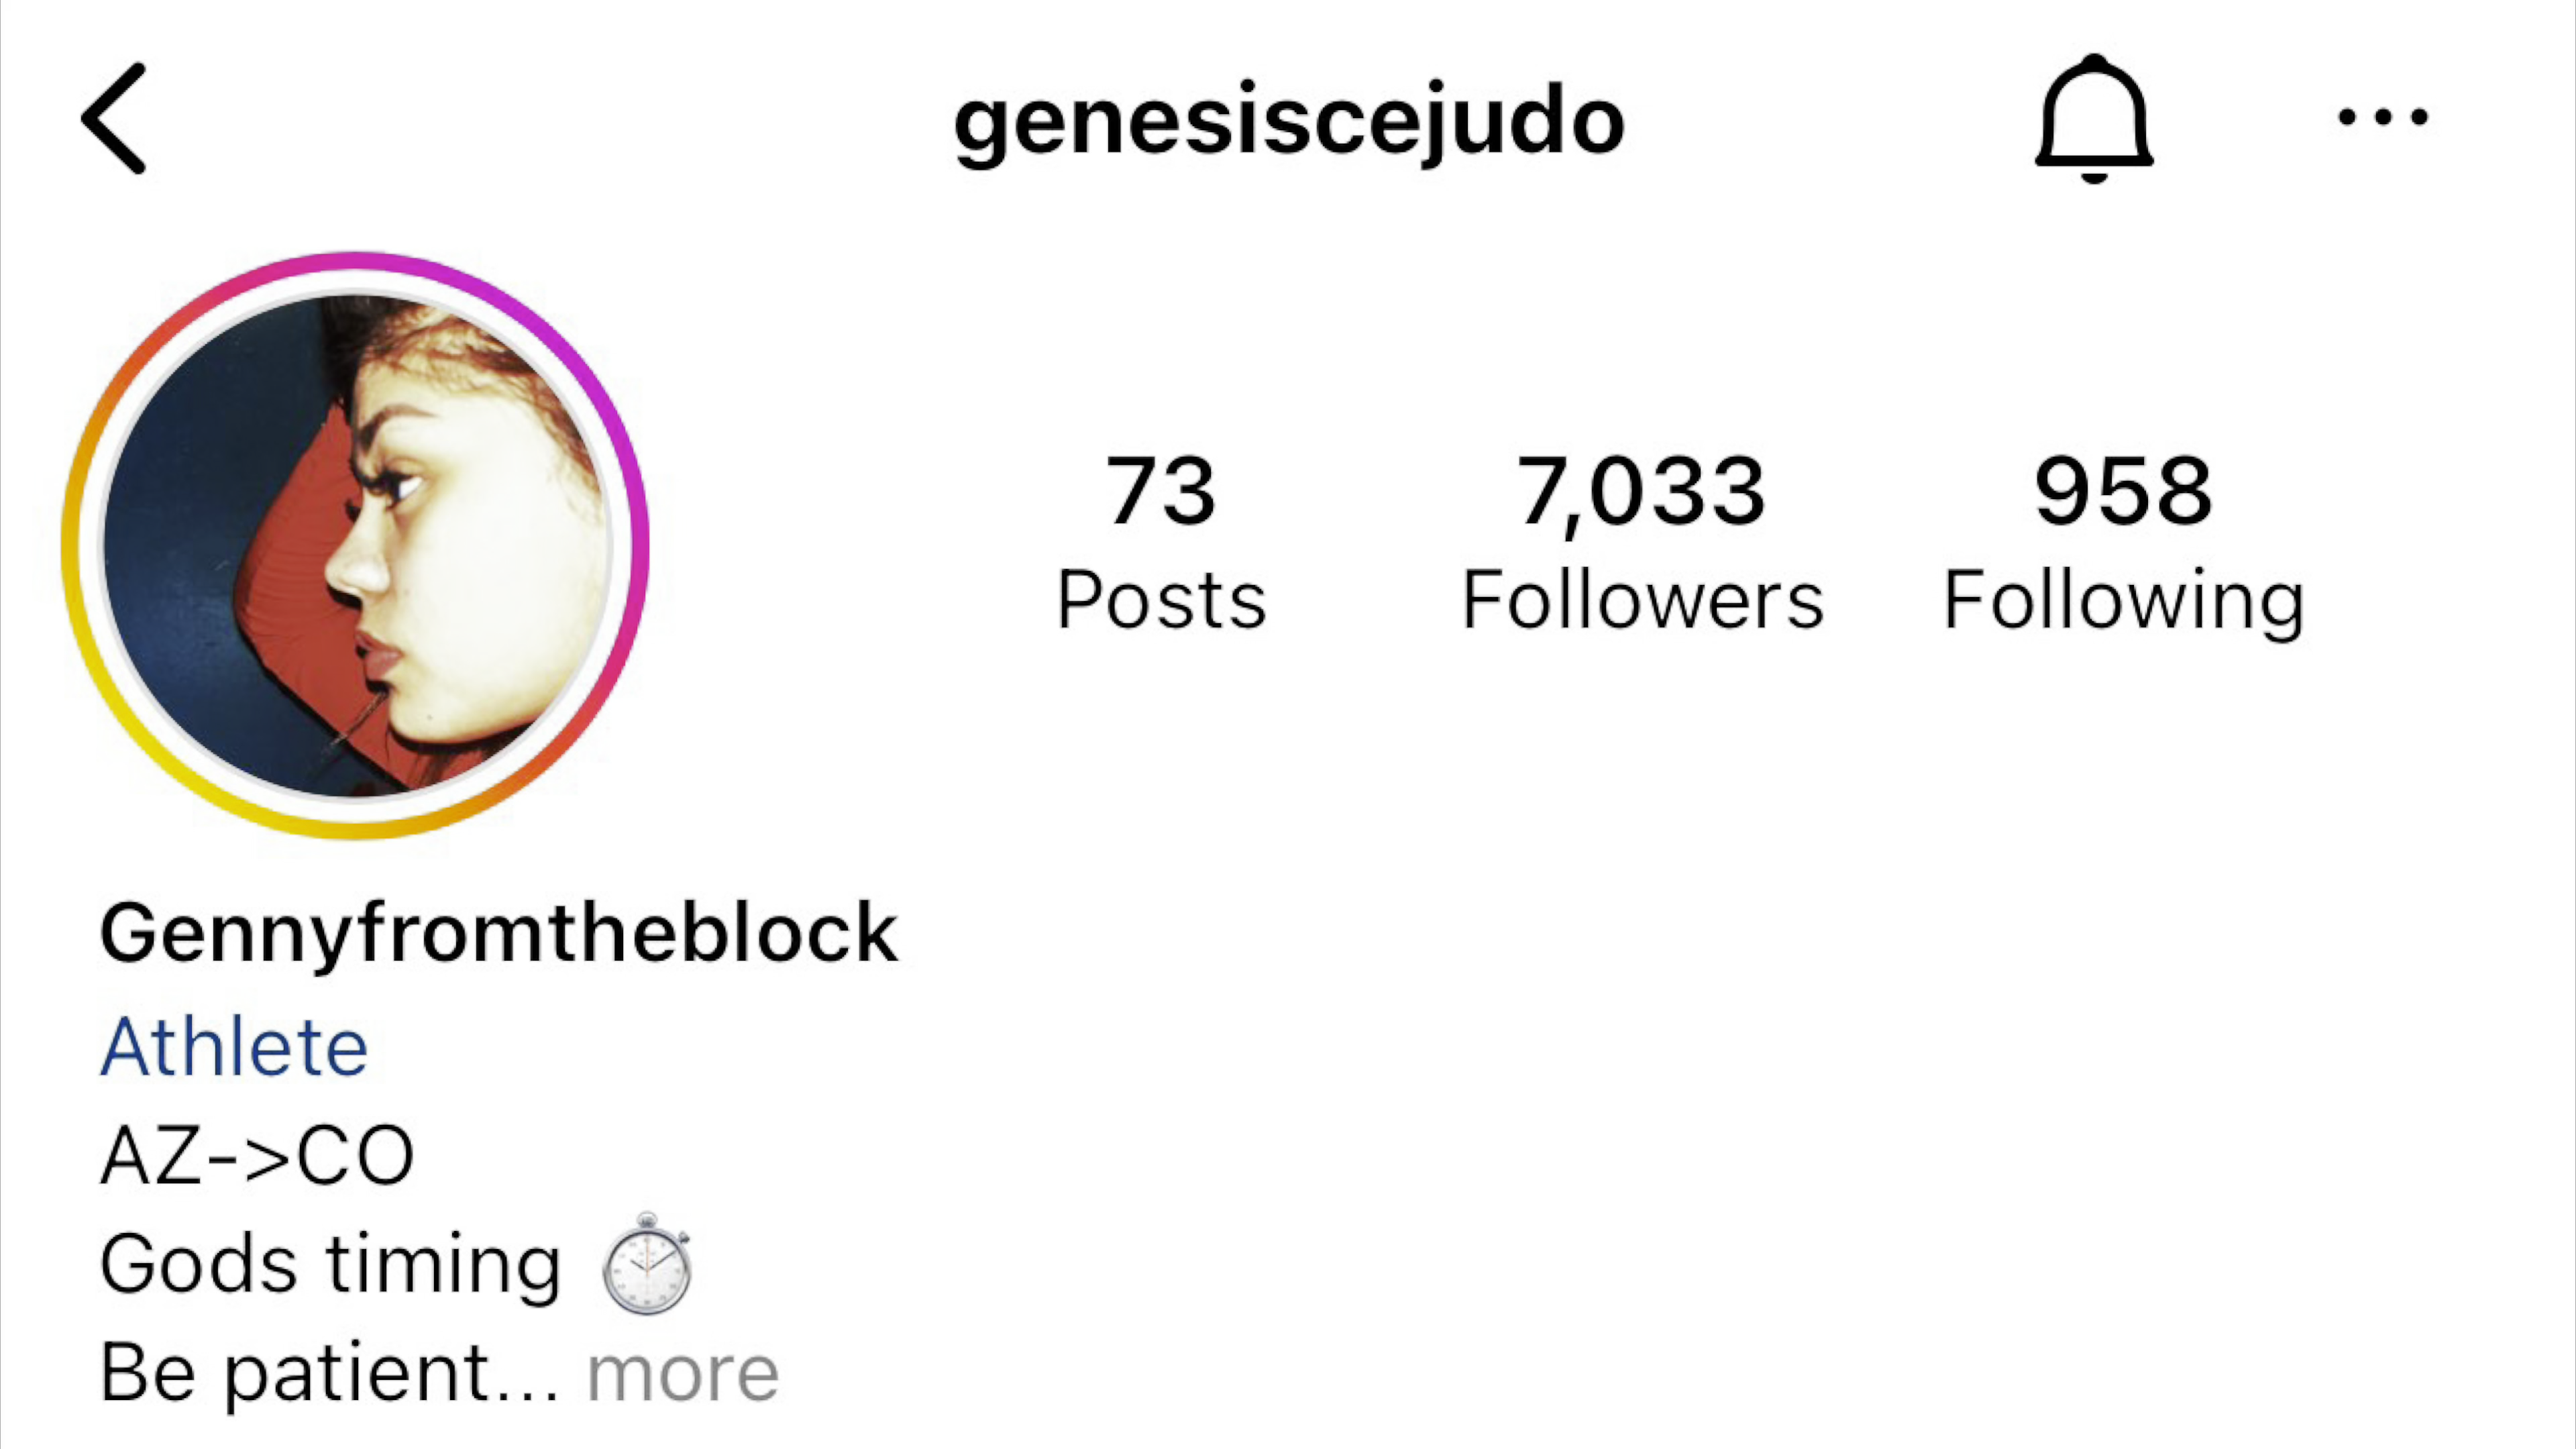 genesiscejudo
73 7,033 958
Posts Followers Following
Gennyfromtheblock
Athlete
AZ->CO
Gods timing ⏱️
Be patient... more